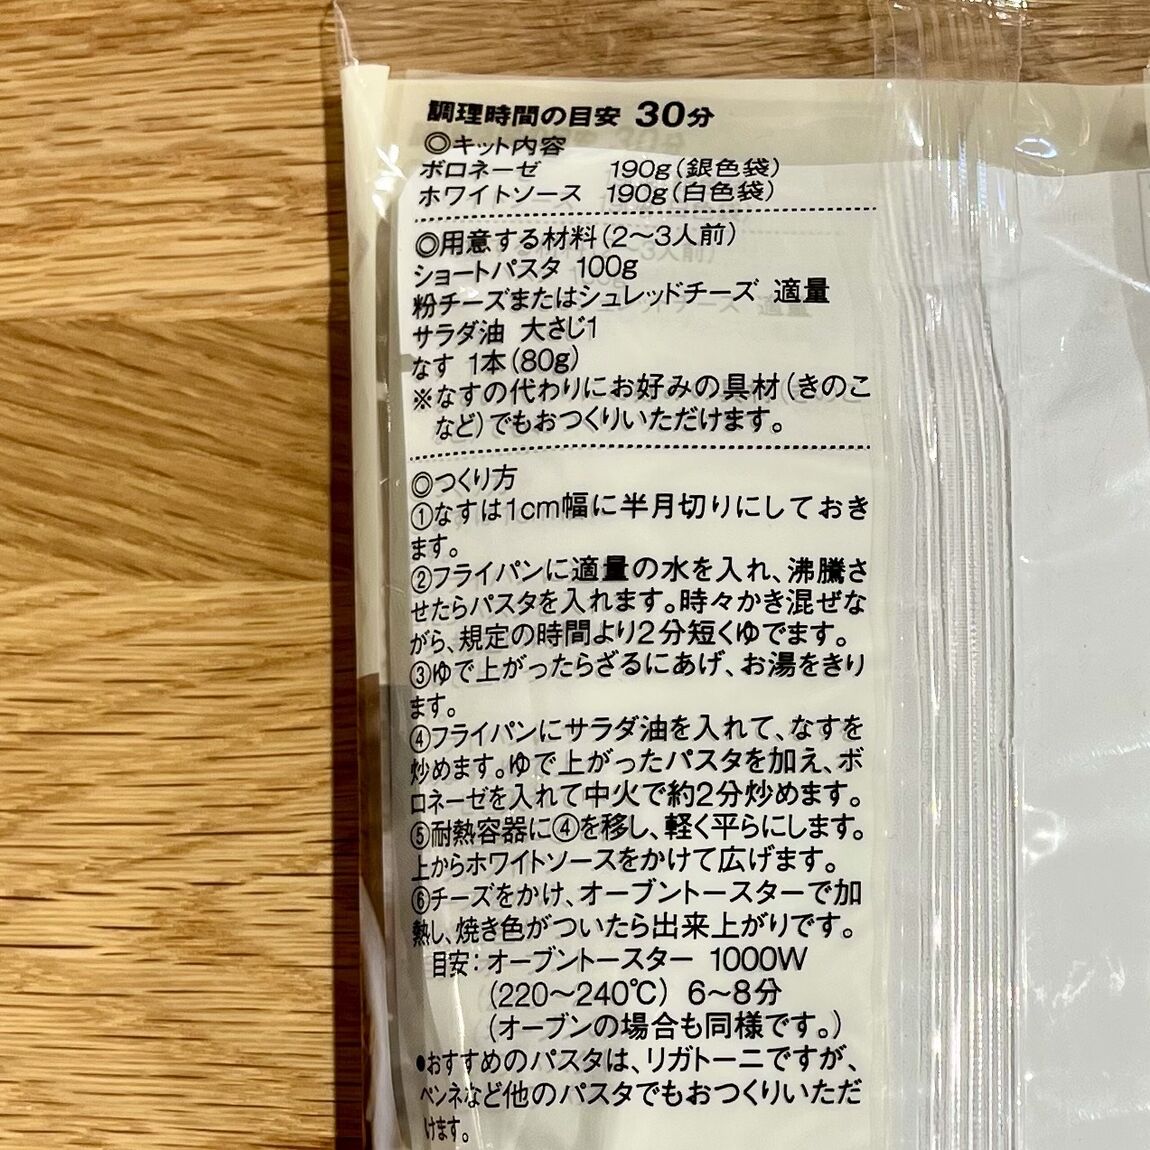 調理時間の目安 30分
◎キット内容
ボロネーゼ 190g(銀色袋)
ホワイトソース 190g(白色袋)
◎用意する材料(2～3人前)
ショートパスタ 100g
粉チーズまたはシュレッドチーズ 適量
サラダ油 大さじ1
なす 1本(80g)
※なすの代わりにお好みの具材(きのこ
など)でもおつくりいただけます。
◎つくり方
①なすは1cm幅に半月切りにしておき
ます。
②フライパンに適量の水を入れ、沸騰さ
せたらパスタを入れます。時々かき混ぜな
がら、規定の時間より2分短くゆでます。
③ゆで上がったらざるにあげ、お湯をきり
ます。
④フライパンにサラダ油を入れて、なすを
炒めます。ゆで上がったパスタを加え、ボ
ロネーゼを入れて中火で約2分炒めます。
⑤耐熱容器に④を移し、軽く平らにします。
上からホワイトソースをかけて広げます。
⑥チーズをかけ、オーブントースターで加
熱し、焼き色がついたら出来上がりです。
目安：オーブントースター 1000W
(220～240℃) 6～8分
(オーブンの場合も同様です。)
●おすすめのパスタは、リガトーニですが、
ペンネなど他のパスタでもおつくりいただ
けます。